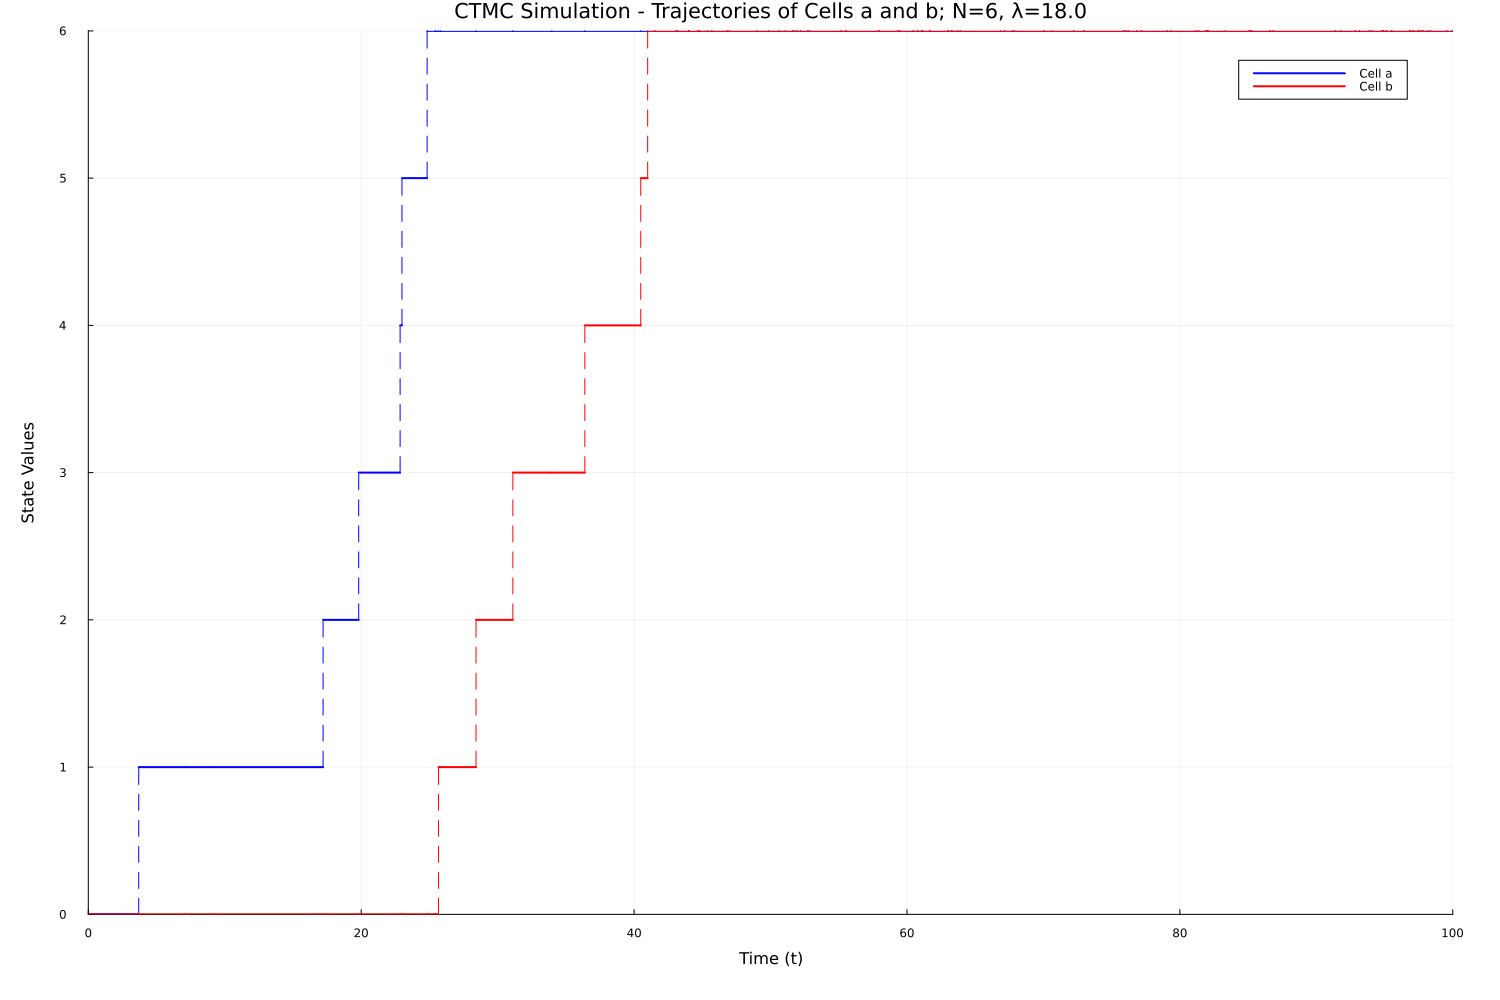 CTMC Simulation - Trajectories of Cells a and b; N=6, λ=18.0
6
Cell a
Cell b
5
4
State Values
3
2
1
0
0 20 40 60 80 100
Time (t)